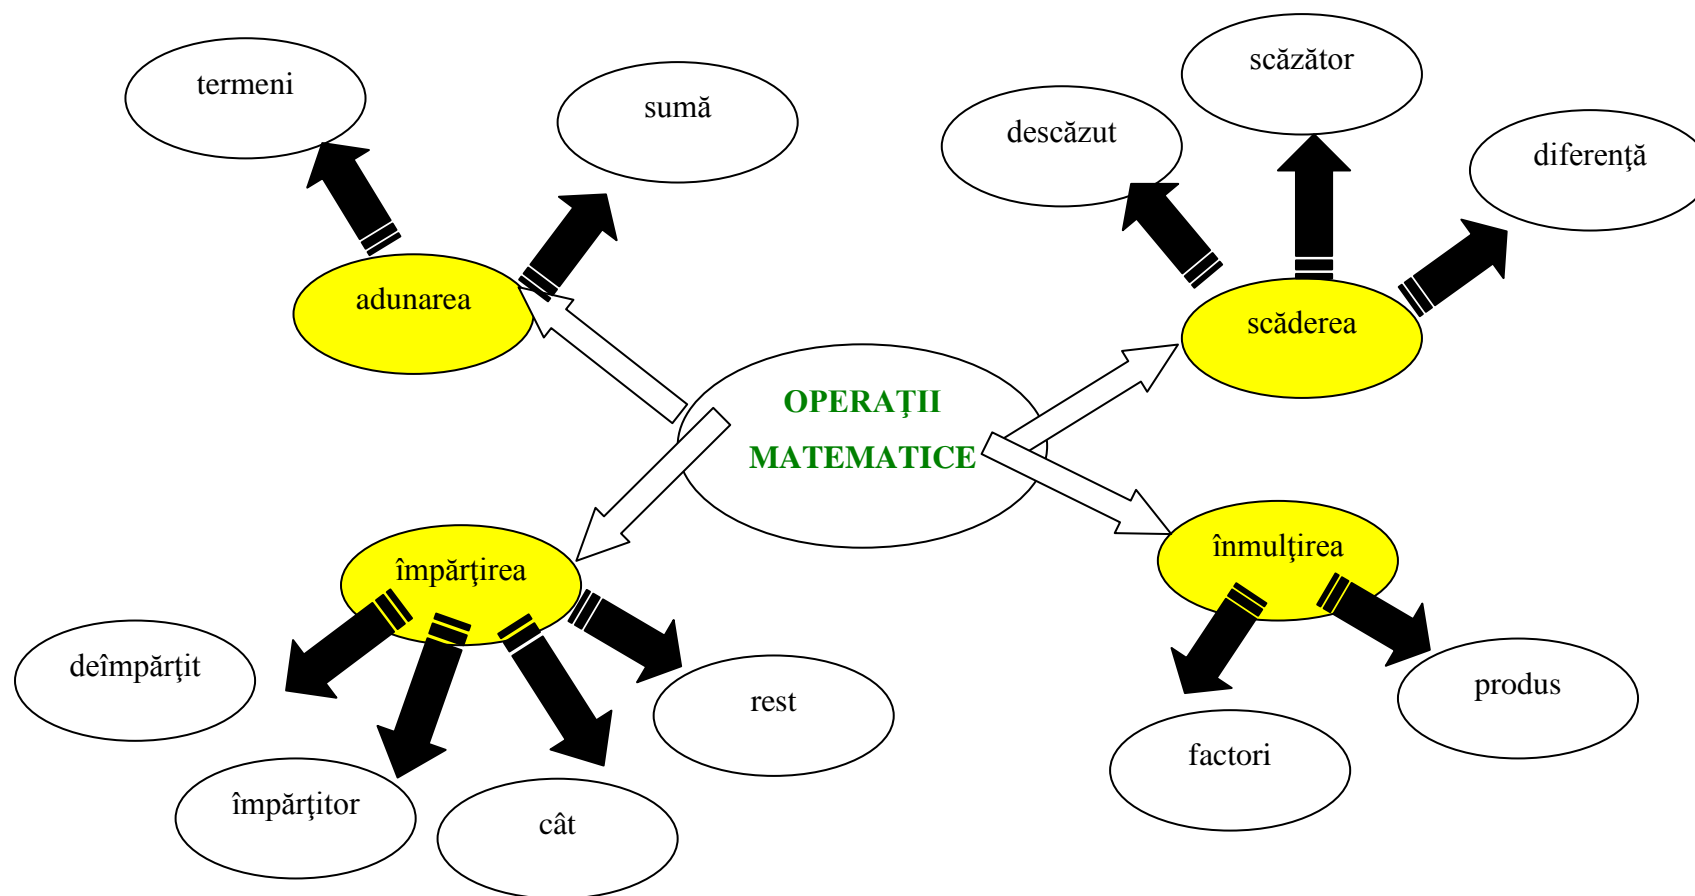 termeni
sumă
scăzător
descăzut
diferenţă
adunarea
scăderea
OPERAŢII
MATEMATICE
împărţirea
înmulţirea
deîmpărţit
rest
produs
împărţitor
cât
factori